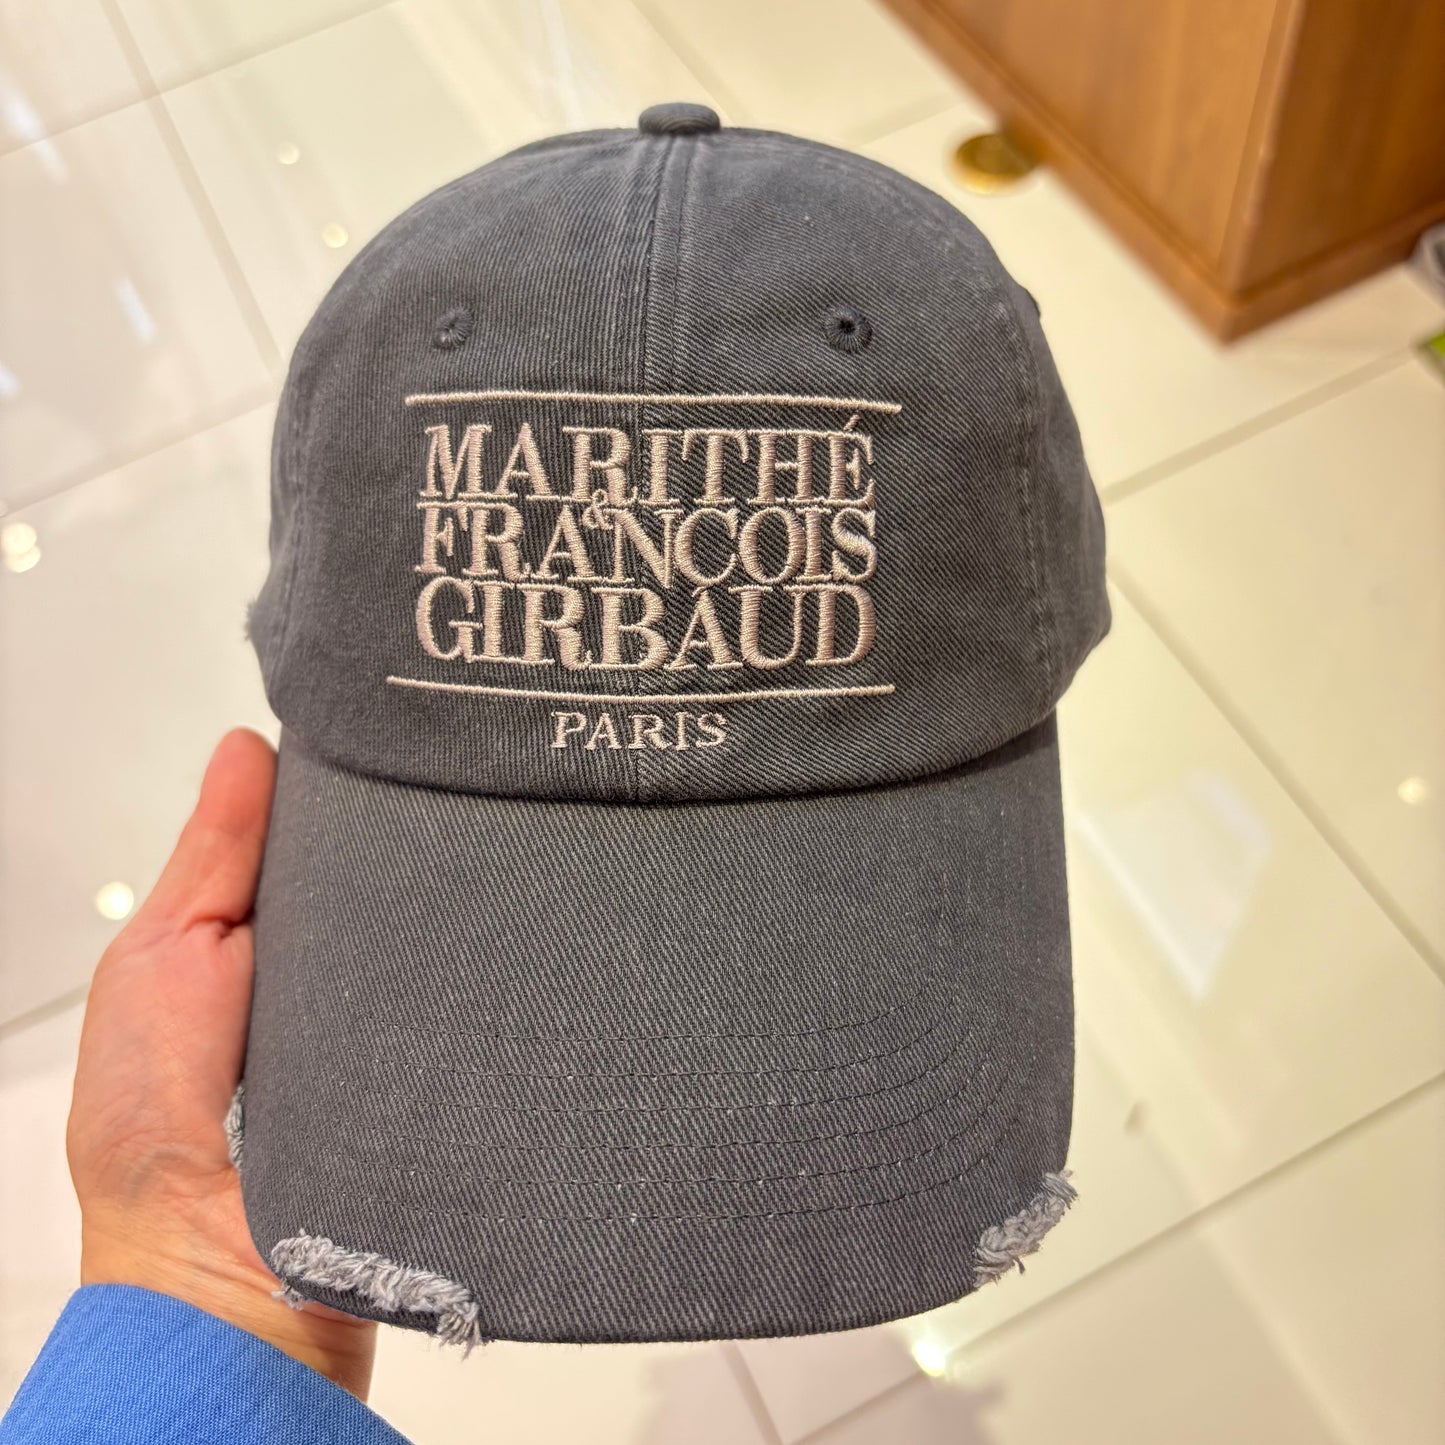 MARITHÉ
&
FRANCOIS
GIRBAUD
PARIS